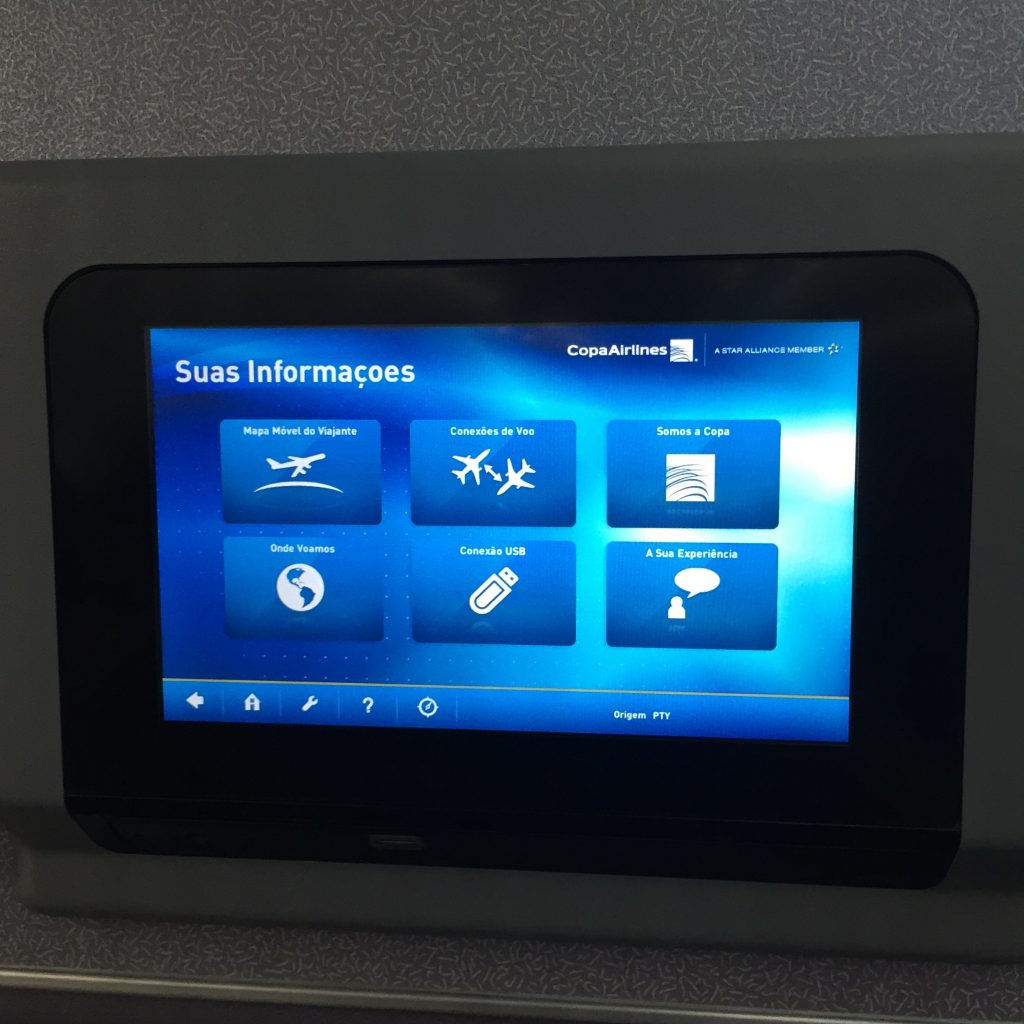 CopaAirlines
A STAR ALLIANCE MEMBER
Suas Informaçoes
Mapa Móvel do Viajante
Conexões de Voo
Somos a Copa
Onde Voamos
Conexão USB
A Sua Experiência
?
Origem PTY